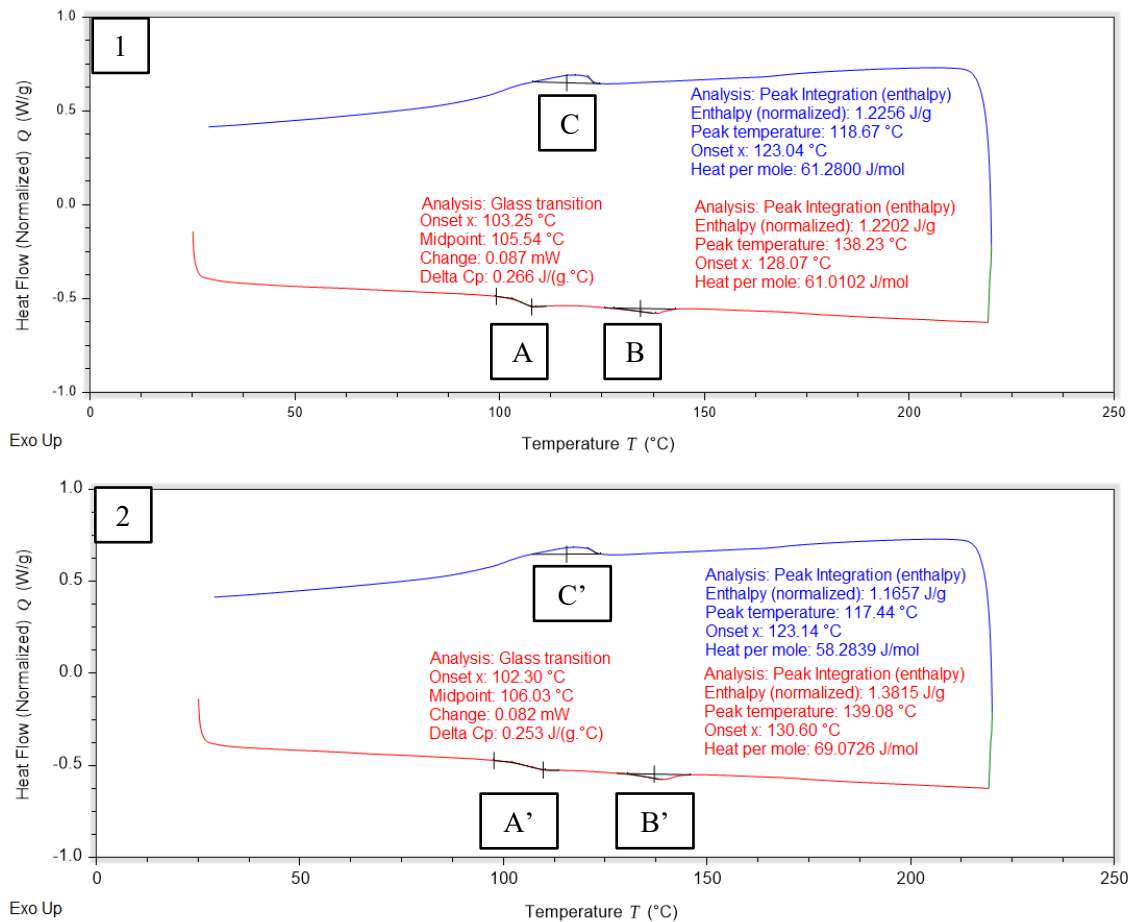 1
1.0
0.5
0.0
-0.5
-1.0
Heat Flow (Normalized) Q (W/g)
C
Analysis: Peak Integration (enthalpy)
Enthalpy (normalized): 1.2256 J/g
Peak temperature: 118.67 °C
Onset x: 123.04 °C
Heat per mole: 61.2800 J/mol
Analysis: Glass transition
Onset x: 103.25 °C
Midpoint: 105.54 °C
Change: 0.087 mW
Delta Cp: 0.266 J/(g.°C)
Analysis: Peak Integration (enthalpy)
Enthalpy (normalized): 1.2202 J/g
Peak temperature: 138.23 °C
Onset x: 128.07 °C
Heat per mole: 61.0102 J/mol
A
B
0 50 100 150 200 250
Exo Up
Temperature T (°C)
2
1.0
0.5
0.0
-0.5
-1.0
Heat Flow (Normalized) Q (W/g)
C’
Analysis: Peak Integration (enthalpy)
Enthalpy (normalized): 1.1657 J/g
Peak temperature: 117.44 °C
Onset x: 123.14 °C
Heat per mole: 58.2839 J/mol
Analysis: Glass transition
Onset x: 102.30 °C
Midpoint: 106.03 °C
Change: 0.082 mW
Delta Cp: 0.253 J/(g.°C)
Analysis: Peak Integration (enthalpy)
Enthalpy (normalized): 1.3815 J/g
Peak temperature: 139.08 °C
Onset x: 130.60 °C
Heat per mole: 69.0726 J/mol
A’
B’
0 50 100 150 200 250
Exo Up
Temperature T (°C)